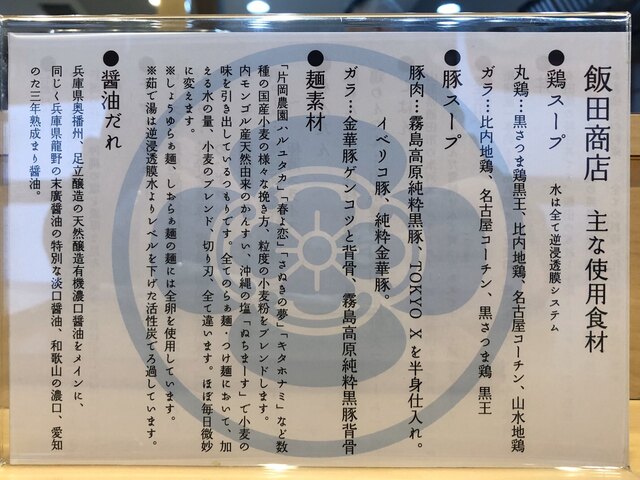 飯田商店　主な使用食材
●鶏スープ　水は全て逆浸透膜システム
丸鶏…黒さつま鶏黒王、比内地鶏、名古屋コーチン、山水地鶏
ガラ…比内地鶏、名古屋コーチン、黒さつま鶏 黒王
●豚スープ
豚肉…霧島高原純粋黒豚、TOKYO Xを半身仕入れ。
イベリコ豚、純粋金華豚。
ガラ…金華豚ゲンコツと背骨、霧島高原純粋黒豚背骨
●麺素材
「片岡農園ハルユタカ」「春よ恋」「さぬきの夢」「キタホナミ」など数
種の国産小麦の様々な挽き方、粒度の小麦粉をブレンドします。
内モンゴル産天然由来のかんすい、沖縄の塩「ぬちまーす」で小麦の
味を引き出しているつもりです。全てのらぁ麺・つけ麺において、加
える水の量、小麦のブレンド、切り刃、全て違います。ほぼ毎日微妙
に変えます。
※しょうゆらぁ麺、しおらぁ麺の麺には全卵を使用しています。
※茹で湯は逆浸透膜水よりレベルを下げた活性炭でろ過しています。
●醤油だれ
兵庫県奥播州、足立醸造の天然醸造有機濃口醤油をメインに、
同じく兵庫県龍野の末廣醤油の特別な淡口醤油、和歌山の濃口、愛知
のたまり三年熟成まり醤油。